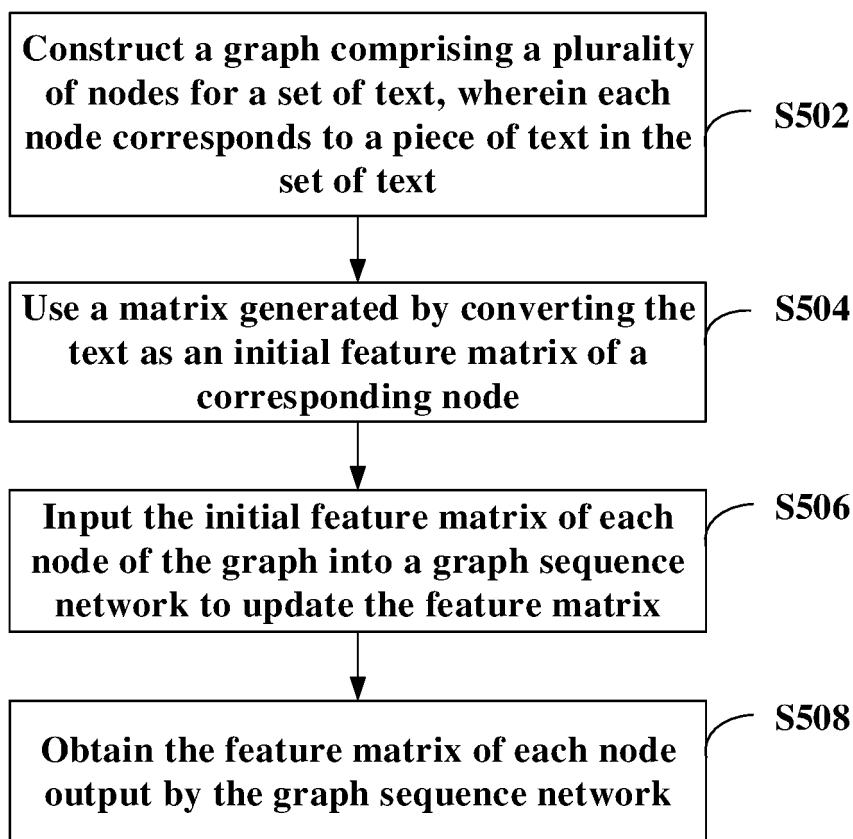 Construct a graph comprising a plurality
of nodes for a set of text, wherein each
node corresponds to a piece of text in the
set of text
S502
Use a matrix generated by converting the
text as an initial feature matrix of a
corresponding node
S504
Input the initial feature matrix of each
node of the graph into a graph sequence
network to update the feature matrix
S506
Obtain the feature matrix of each node
output by the graph sequence network
S508